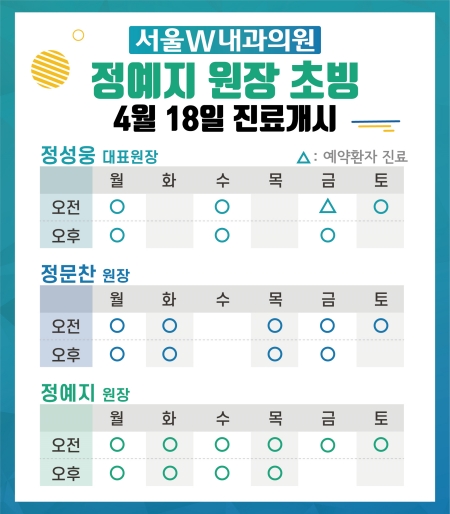 서울W내과의원
정예지 원장 초빙
4월 18일 진료개시
정성웅 대표원장 △ : 예약환자 진료
월 화 수 목 금 토
오전 ○ ○ △ ○
오후 ○ ○ ○
정문찬 원장
월 화 수 목 금 토
오전 ○ ○ ○ ○ ○
오후 ○ ○ ○ ○
정예지 원장
월 화 수 목 금 토
오전 ○ ○ ○ ○ ○ ○
오후 ○ ○ ○ ○